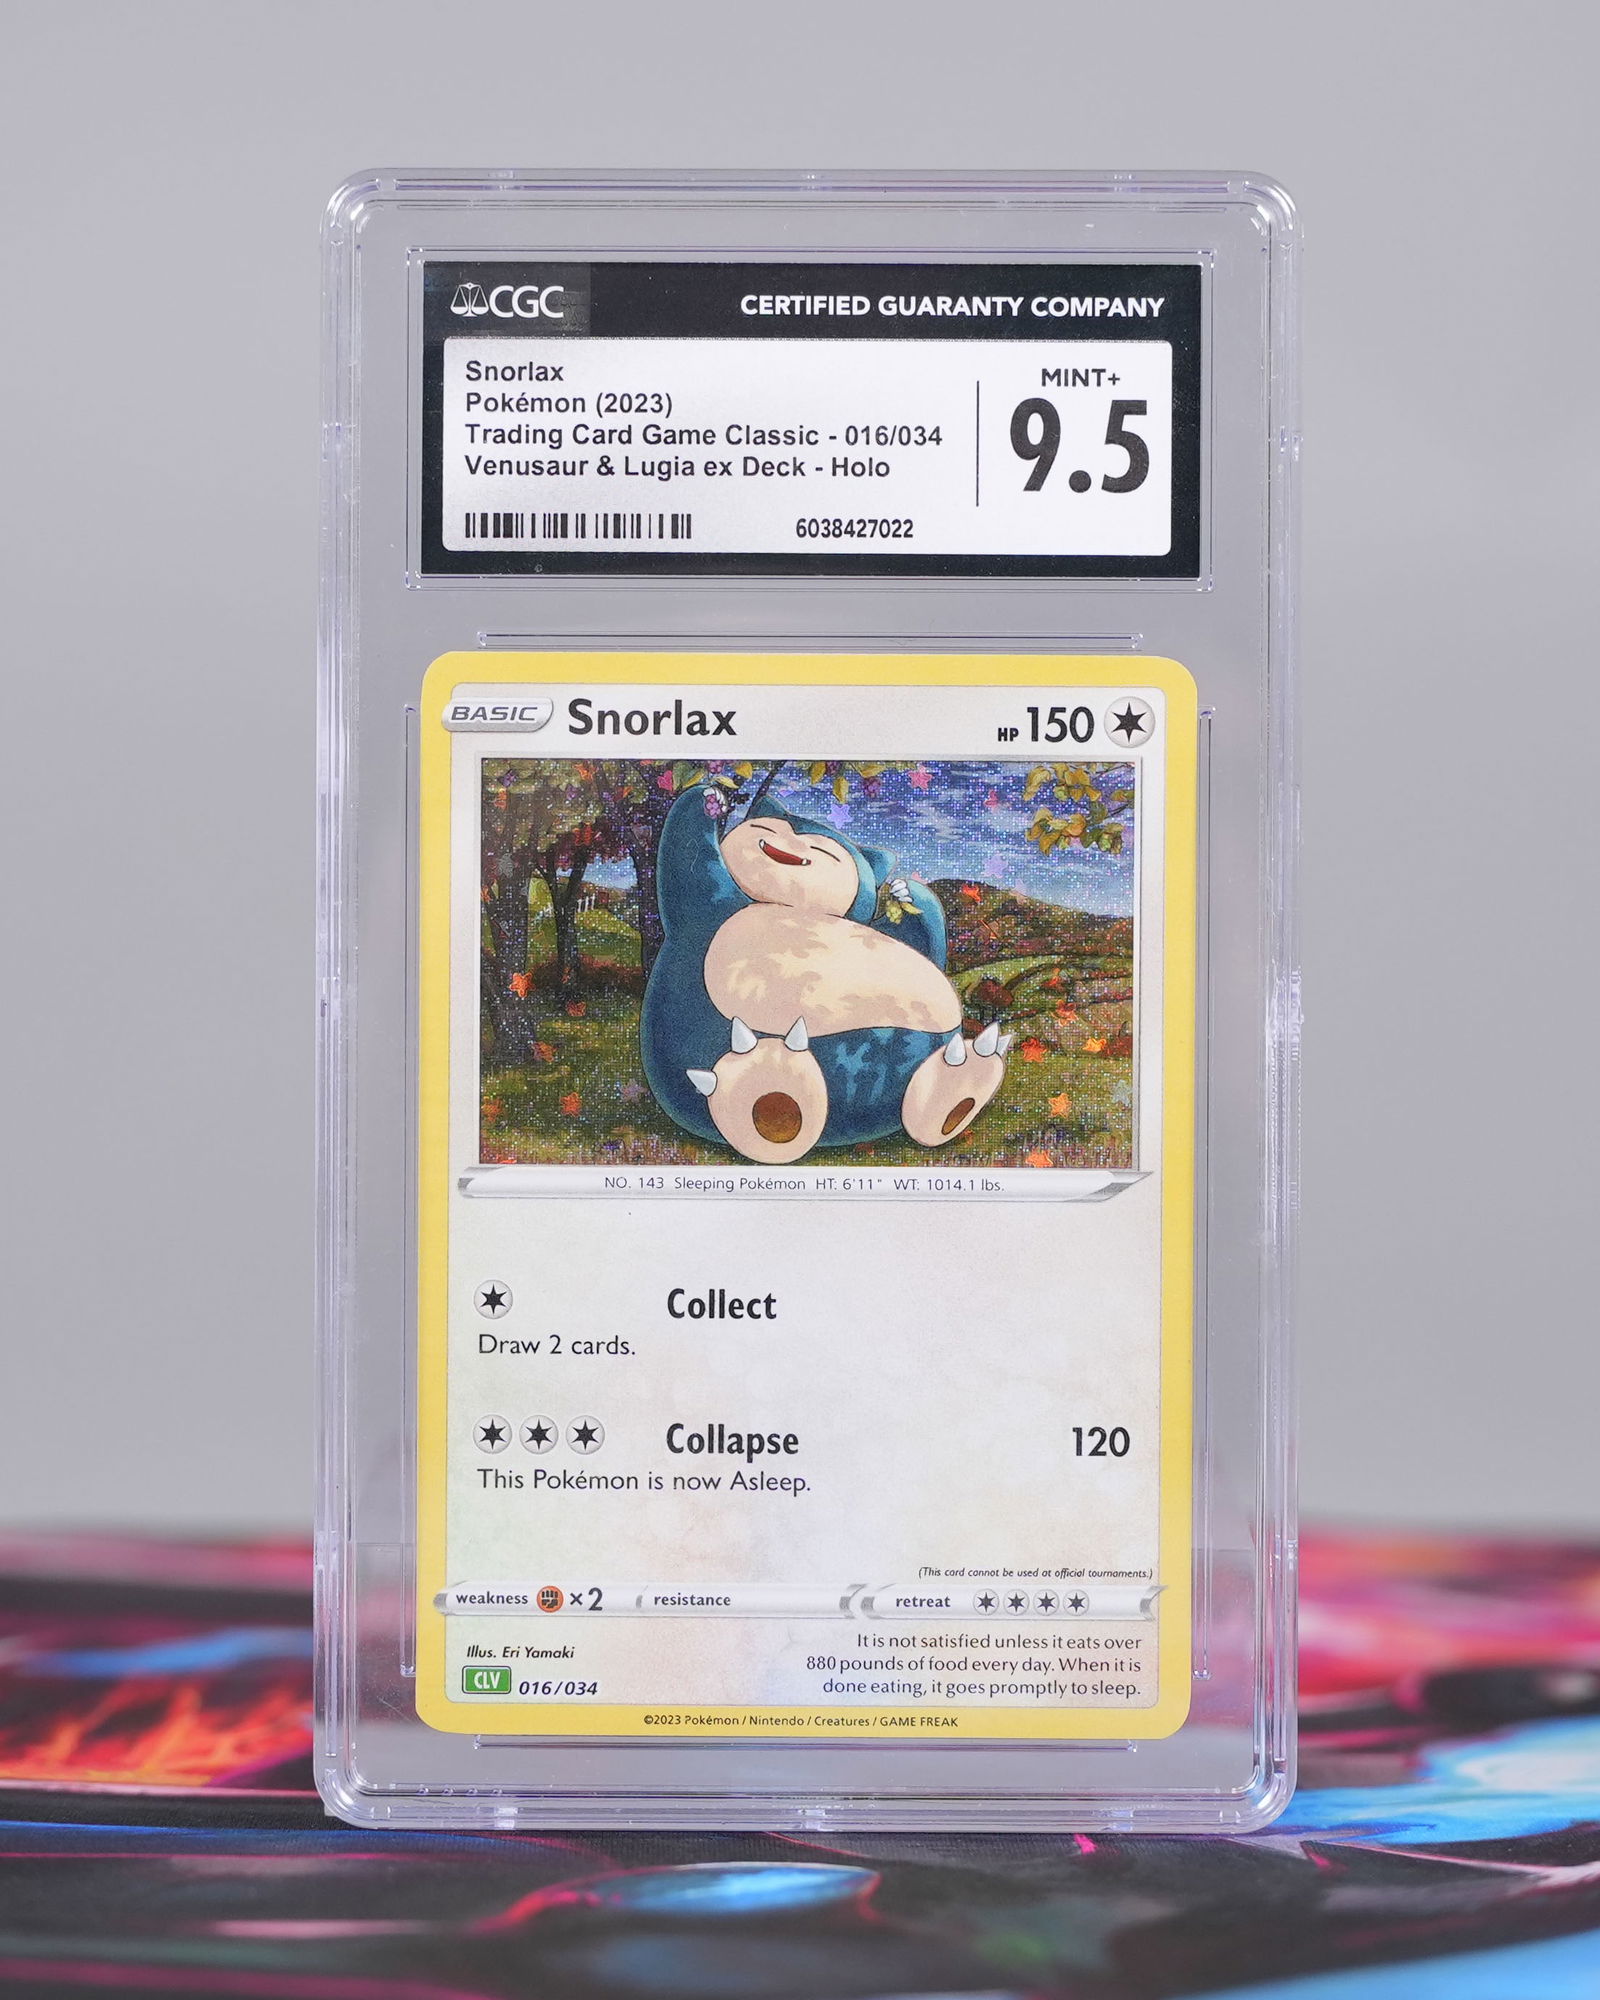 CGC
CERTIFIED GUARANTY COMPANY
Snorlax
Pokémon (2023)
Trading Card Game Classic - 016/034
Venusaur & Lugia ex Deck - Holo
6038427022
MINT+
9.5
BASIC
Snorlax
HP 150
NO. 143 Sleeping Pokémon HT: 6'11" WT: 1014.1 lbs.
Collect
Draw 2 cards.
Collapse 120
This Pokémon is now Asleep.
(This card cannot be used at official tournaments.)
weakness ×2 resistance retreat
Illus. Eri Yamaki
CLV 016/034
It is not satisfied unless it eats over
880 pounds of food every day. When it is
done eating, it goes promptly to sleep.
©2023 Pokémon / Nintendo / Creatures / GAME FREAK